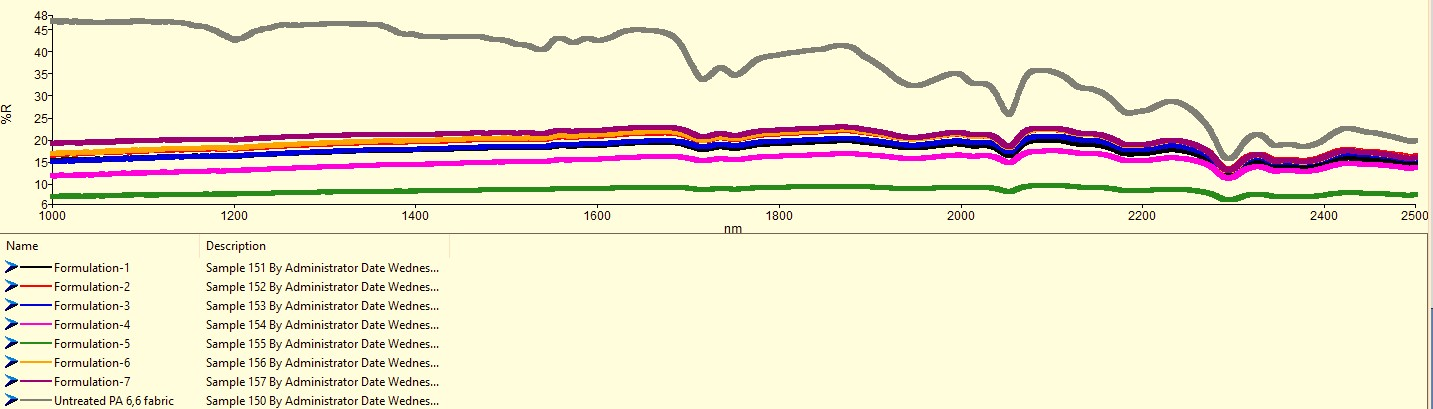 48
45
40
35
30
25
20
15
10
6
%R
1000 1200 1400 1600 1800 2000 2200 2400 2500
nm
Name Description
Formulation-1 Sample 151 By Administrator Date Wednes...
Formulation-2 Sample 152 By Administrator Date Wednes...
Formulation-3 Sample 153 By Administrator Date Wednes...
Formulation-4 Sample 154 By Administrator Date Wednes...
Formulation-5 Sample 155 By Administrator Date Wednes...
Formulation-6 Sample 156 By Administrator Date Wednes...
Formulation-7 Sample 157 By Administrator Date Wednes...
Untreated PA 6,6 fabric Sample 150 By Administrator Date Wednes...